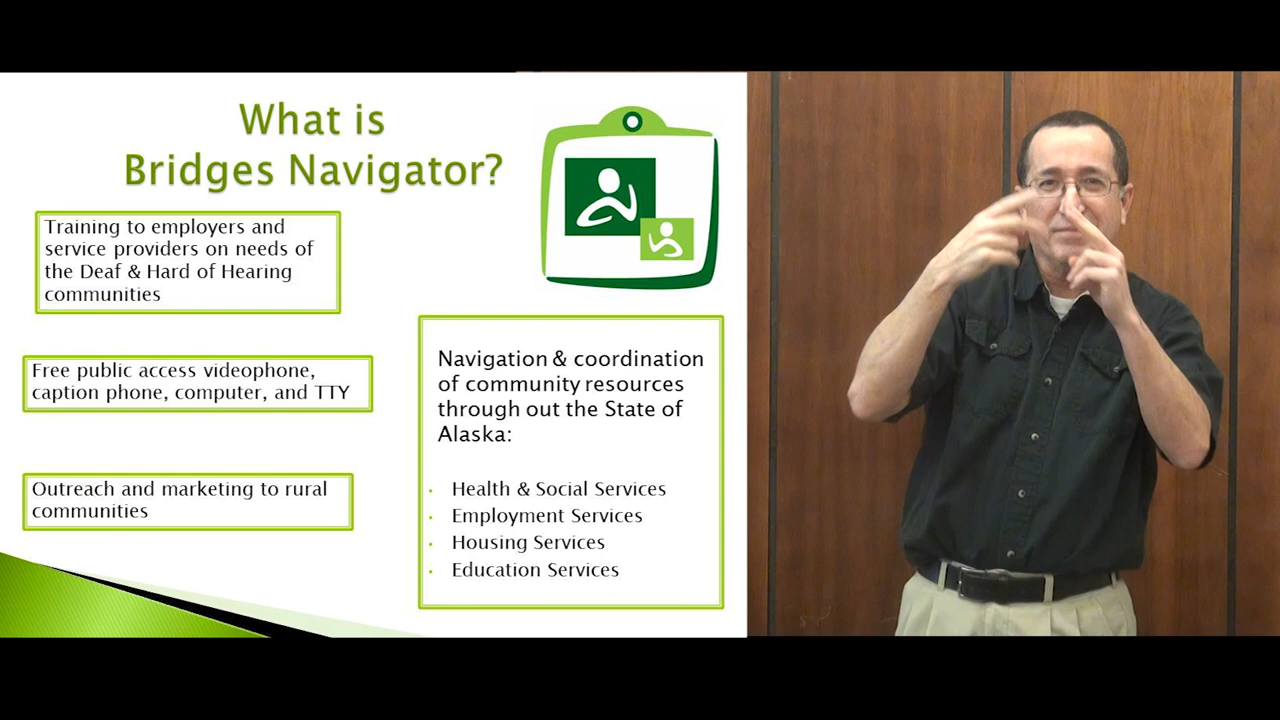 What is
Bridges Navigator?
Training to employers and
service providers on needs of
the Deaf & Hard of Hearing
communities
Free public access videophone,
caption phone, computer, and TTY
Outreach and marketing to rural
communities
Navigation & coordination
of community resources
through out the State of
Alaska:
• Health & Social Services
• Employment Services
• Housing Services
• Education Services